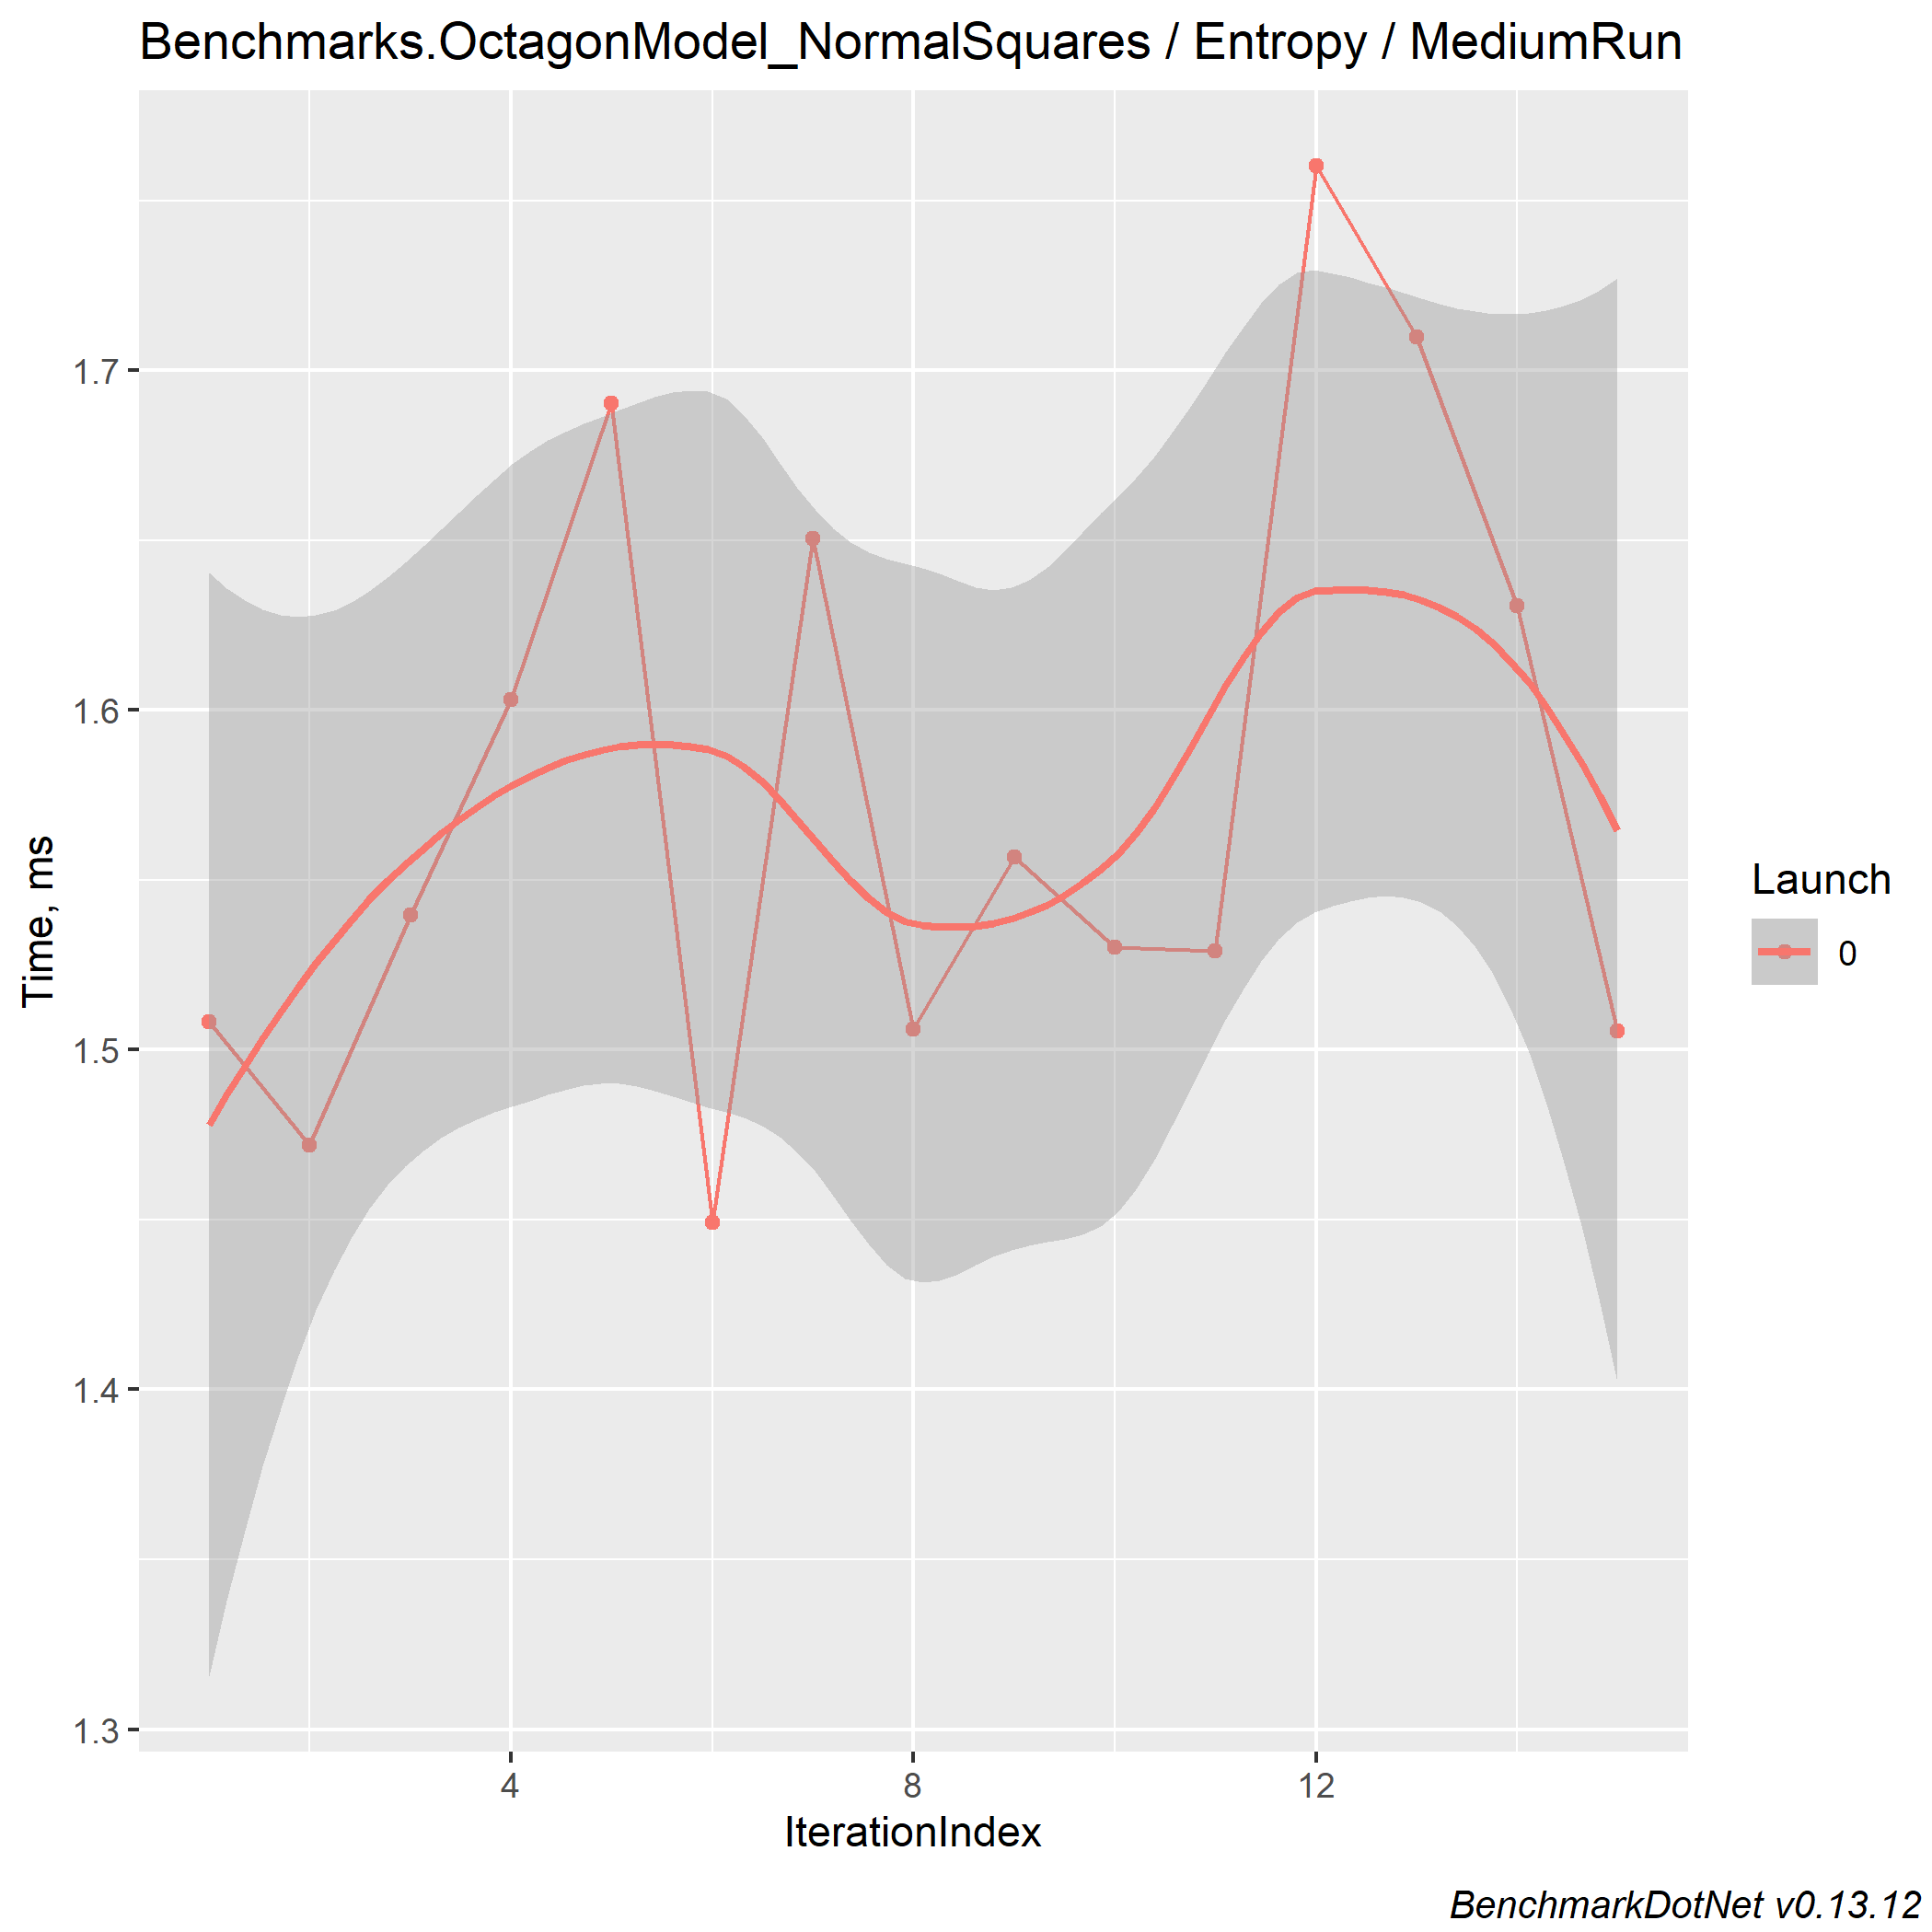 Benchmarks.OctagonModel_NormalSquares / Entropy / MediumRun
1.7
1.6
1.5
1.4
1.3
Time, ms
4
8
12
IterationIndex
Launch
0
BenchmarkDotNet v0.13.12